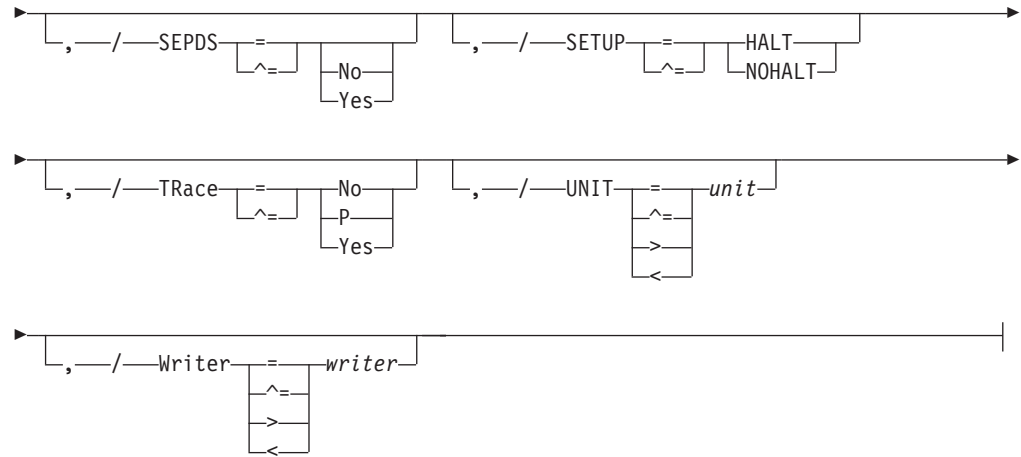 , / SEPDS = , / SETUP = HALT
^= No ^= NOHALT
Yes
, / TRace = No , / UNIT = unit
^= P ^=
Yes >
<
, / Writer = writer
^=
>
<